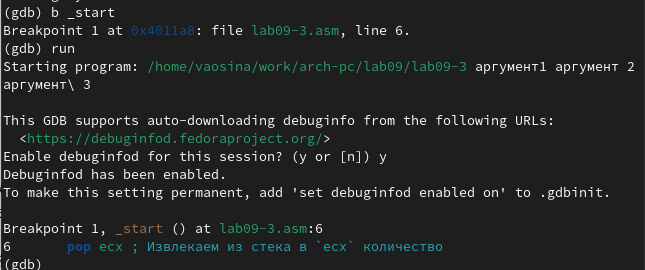 (gdb) b _start
Breakpoint 1 at 0x4011a8: file lab09-3.asm, line 6.
(gdb) run
Starting program: /home/vaosina/work/arch-pc/lab09/lab09-3 аргумент1 аргумент 2
аргумент\ 3
This GDB supports auto-downloading debuginfo from the following URLs:
<https://debuginfod.fedoraproject.org/>
Enable debuginfod for this session? (y or [n]) y
Debuginfod has been enabled.
To make this setting permanent, add 'set debuginfod enabled on' to .gdbinit.
Breakpoint 1, _start () at lab09-3.asm:6
6 pop ecx ; Извлекаем из стека в `ecx` количество
(gdb)